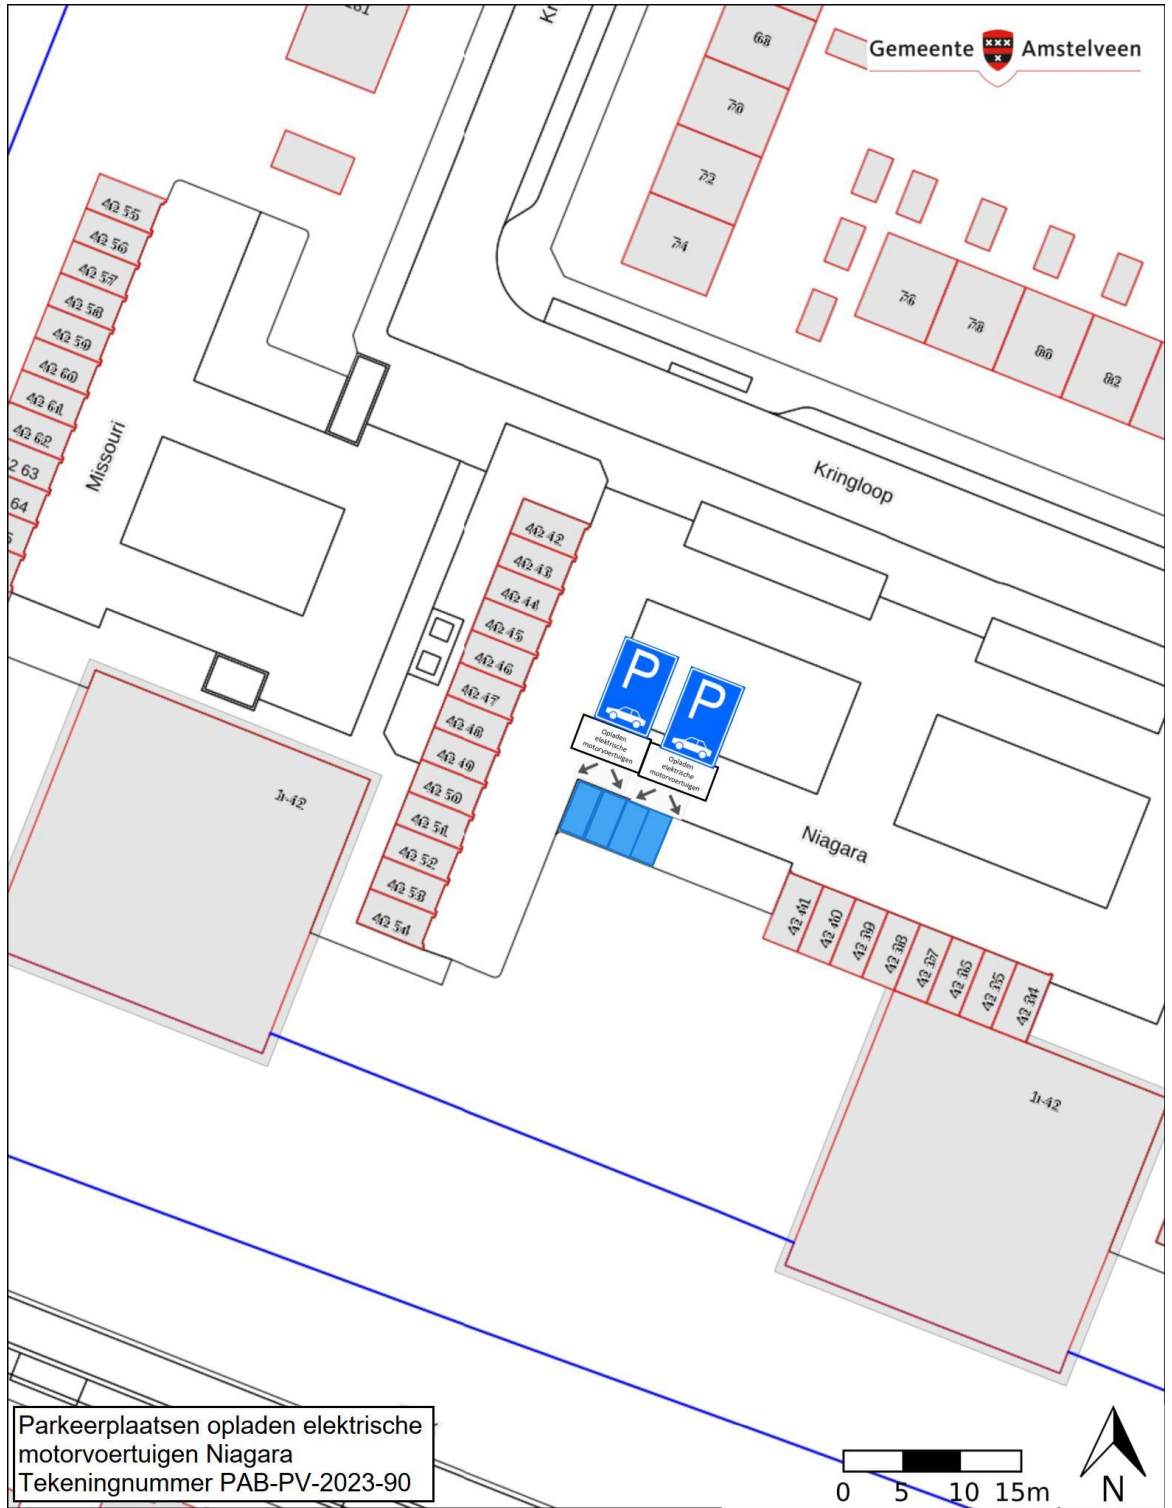 Gemeente Amstelveen
68
70
72
74
76
78
80
82
42 55
42 56
42 57
42 58
42 59
42 60
42 61
42 62
2 63
64
Missouri
Kringloop
42 42
42 43
42 44
42 45
42 46
42 47
42 48
42 49
42 50
42 51
42 52
42 53
42 54
P
Opladen
elektrische
motorvoertuigen
P
Opladen
elektrische
motorvoertuigen
Niagara
42 41
42 40
42 39
42 38
42 37
42 36
42 35
42 34
1-42
1-42
Parkeerplaatsen opladen elektrische
motorvoertuigen Niagara
Tekeningnummer PAB-PV-2023-90
0 5 10 15m
N